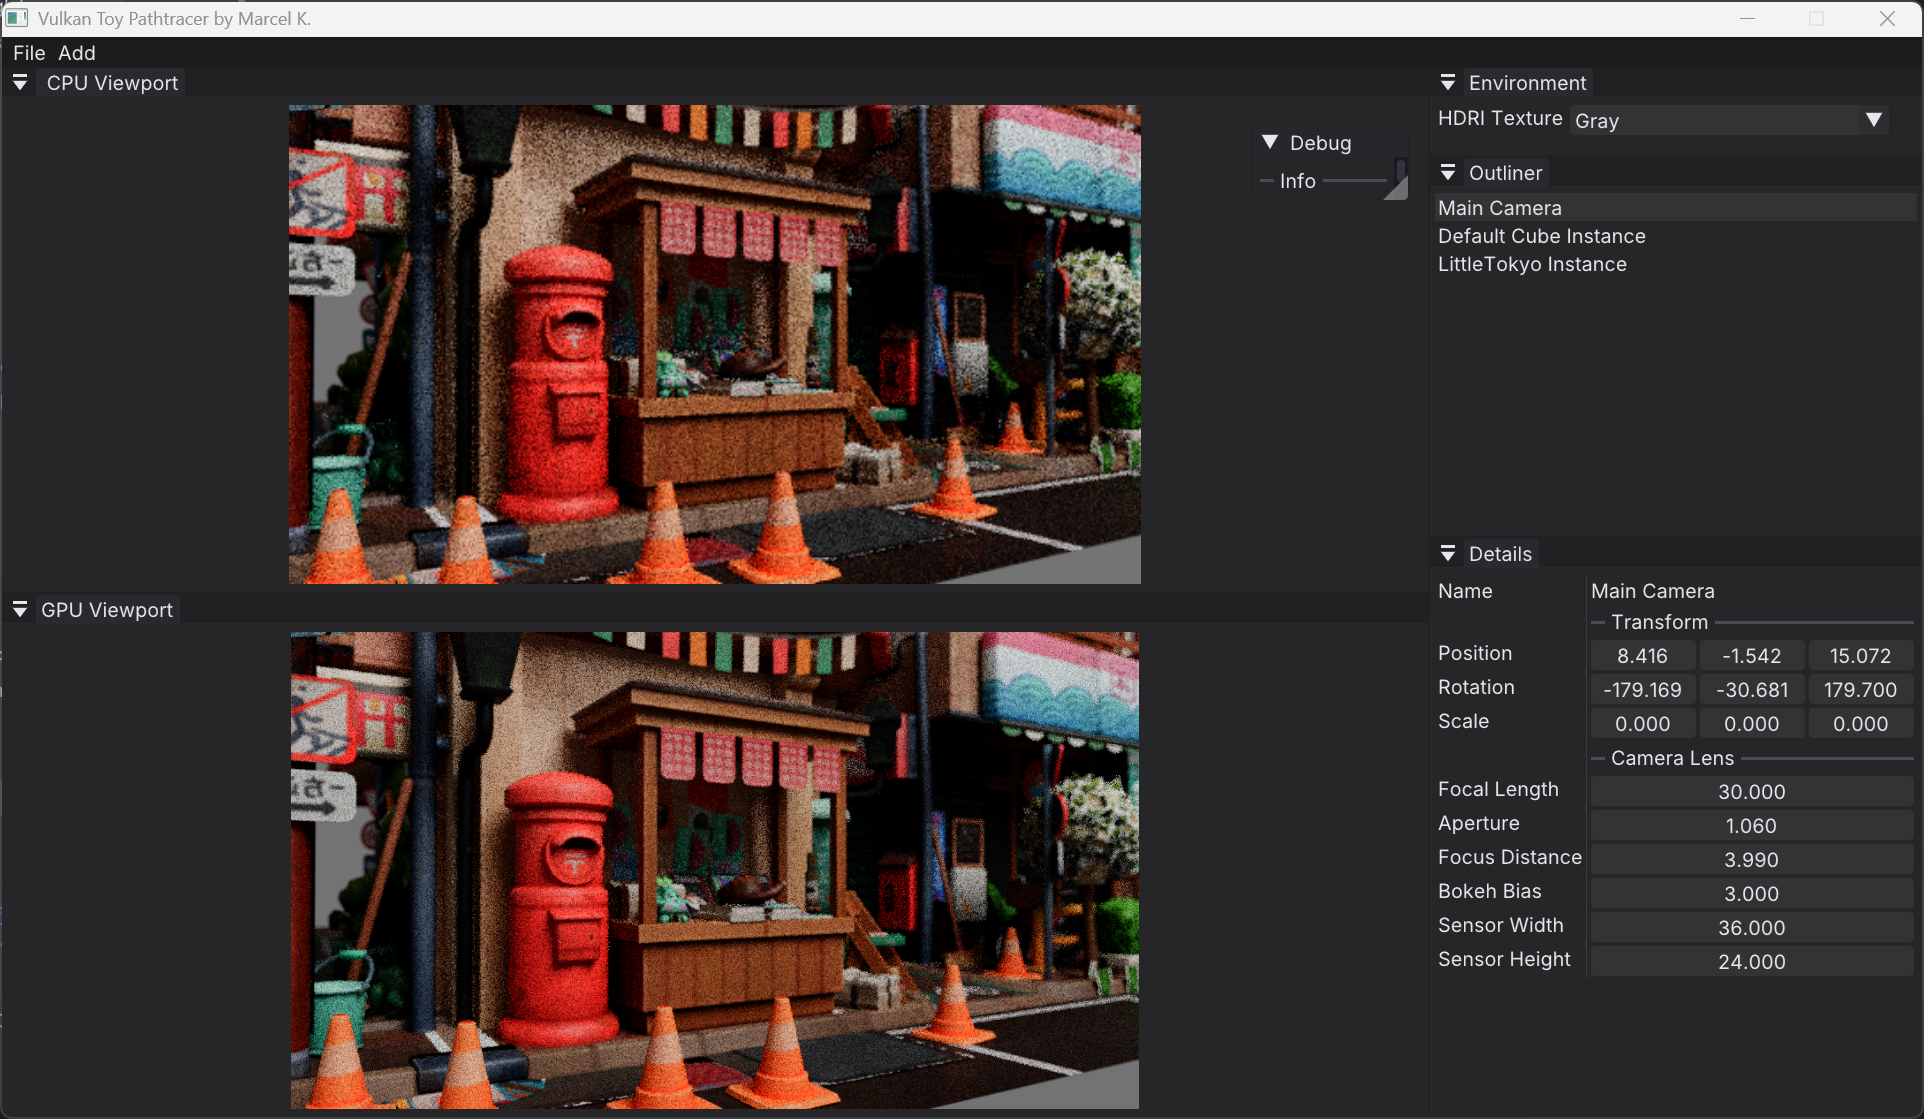 Vulkan Toy Pathtracer by Marcel K.
File Add
CPU Viewport
Debug
Info
GPU Viewport
Environment
HDRI Texture Gray
Outliner
Main Camera
Default Cube Instance
LittleTokyo Instance
Details
Name Main Camera
Transform
Position 8.416 -1.542 15.072
Rotation -179.169 -30.681 179.700
Scale 0.000 0.000 0.000
Camera Lens
Focal Length 30.000
Aperture 1.060
Focus Distance 3.990
Bokeh Bias 3.000
Sensor Width 36.000
Sensor Height 24.000